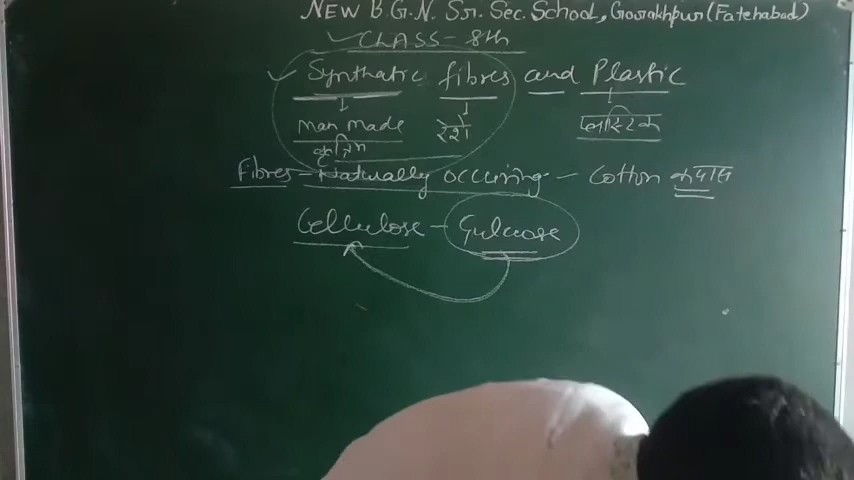 NEW B.G.N. Sr. Sec. School, Gorakhpur (Fatehabad)
CLASS - 8th
Synthatic fibres and Plastic
Man made रेशे प्लास्टिक
कृत्रिम
Fibres - Naturally occuring - Cotton कपास
Cellulose - Gulcose